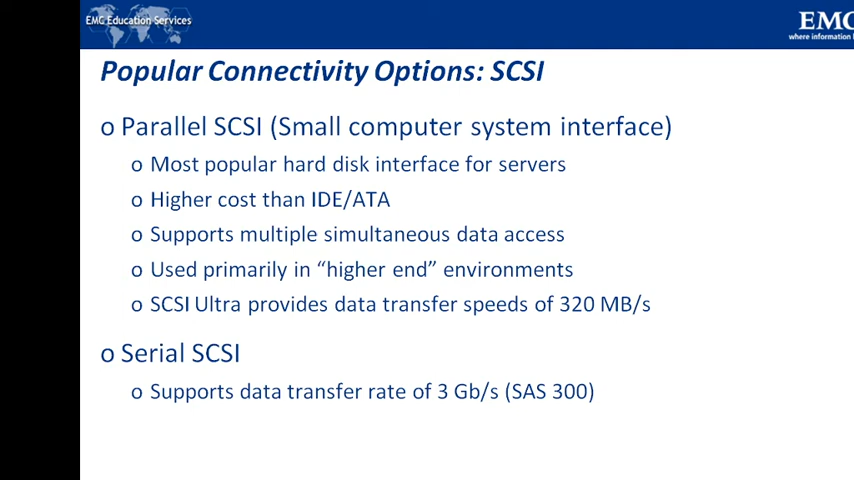 EMC Education Services
EMC
where information
Popular Connectivity Options: SCSI
o Parallel SCSI (Small computer system interface)
o Most popular hard disk interface for servers
o Higher cost than IDE/ATA
o Supports multiple simultaneous data access
o Used primarily in “higher end” environments
o SCSI Ultra provides data transfer speeds of 320 MB/s
o Serial SCSI
o Supports data transfer rate of 3 Gb/s (SAS 300)